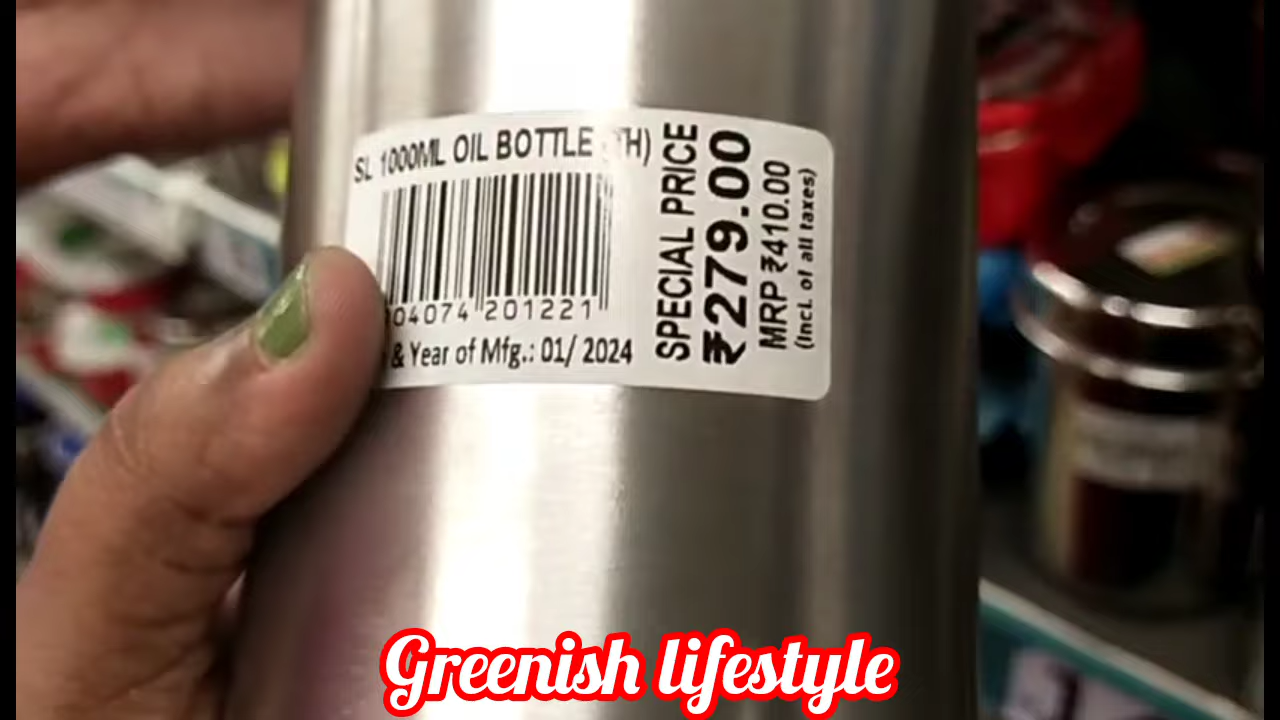 SL 1000ML OIL BOTTLE
04074 201221
& Year of Mfg.: 01/ 2024
SPECIAL PRICE
₹279.00
MRP ₹410.00
(Incl. of all taxes)
Greenish lifestyle